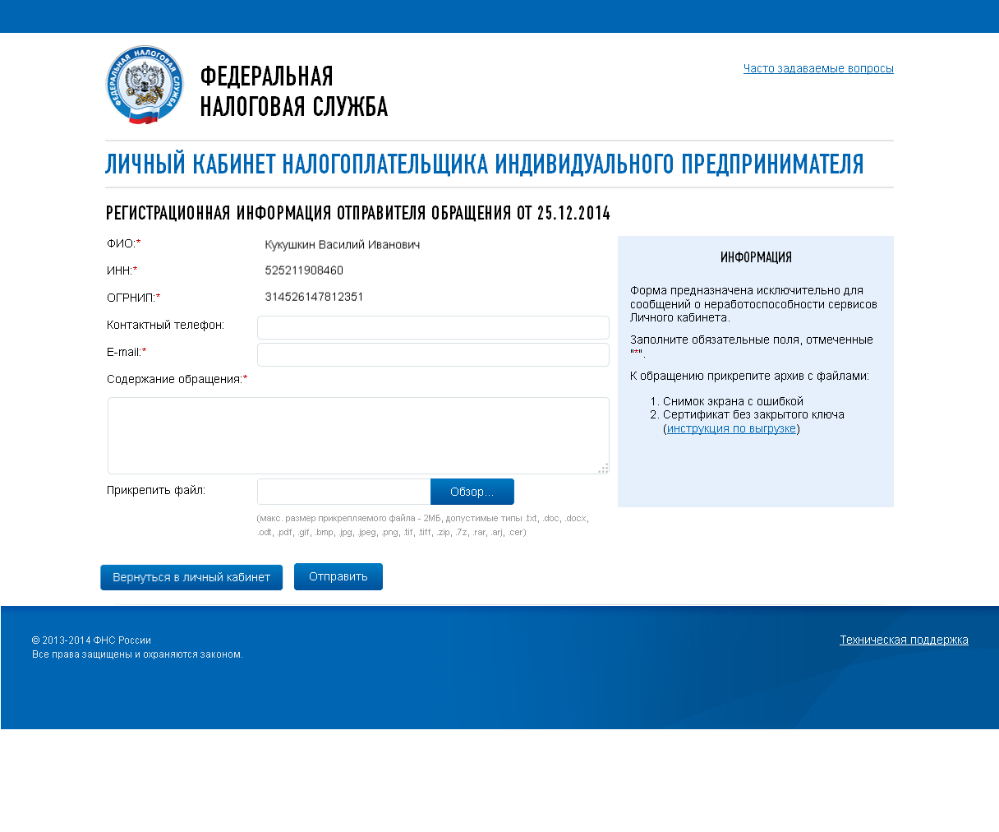 ФЕДЕРАЛЬНАЯ НАЛОГОВАЯ СЛУЖБА
ФЕДЕРАЛЬНАЯ
НАЛОГОВАЯ СЛУЖБА
Часто задаваемые вопросы
ЛИЧНЫЙ КАБИНЕТ НАЛОГОПЛАТЕЛЬЩИКА ИНДИВИДУАЛЬНОГО ПРЕДПРИНИМАТЕЛЯ
РЕГИСТРАЦИОННАЯ ИНФОРМАЦИЯ ОТПРАВИТЕЛЯ ОБРАЩЕНИЯ ОТ 25.12.2014
ФИО:* Кукушкин Василий Иванович
ИНН:* 525211908460
ОГРНИП:* 314526147812351
Контактный телефон:
E-mail:*
Содержание обращения:*
Прикрепить файл:
Обзор...
(макс. размер прикрепляемого файла - 2МБ, допустимые типы .txt, .doc, .docx,
.odt, .pdf, .gif, .bmp, .jpg, .jpeg, .png, .tif, .tiff, .zip, .7z, .rar, .arj, .cer)
ИНФОРМАЦИЯ
Форма предназначена исключительно для
сообщений о неработоспособности сервисов
Личного кабинета.
Заполните обязательные поля, отмеченные
"*".
К обращению прикрепите архив с файлами:
1. Снимок экрана с ошибкой
2. Сертификат без закрытого ключа
(инструкция по выгрузке)
Вернуться в личный кабинет
Отправить
© 2013-2014 ФНС России
Все права защищены и охраняются законом.
Техническая поддержка